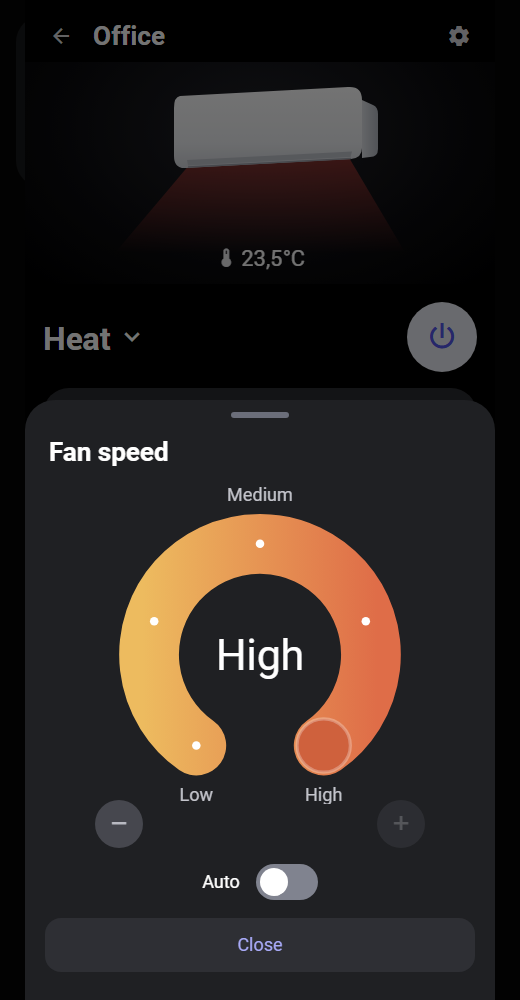 Office
23,5°C
Heat
Fan speed
Medium
High
Low
High
Auto
Close